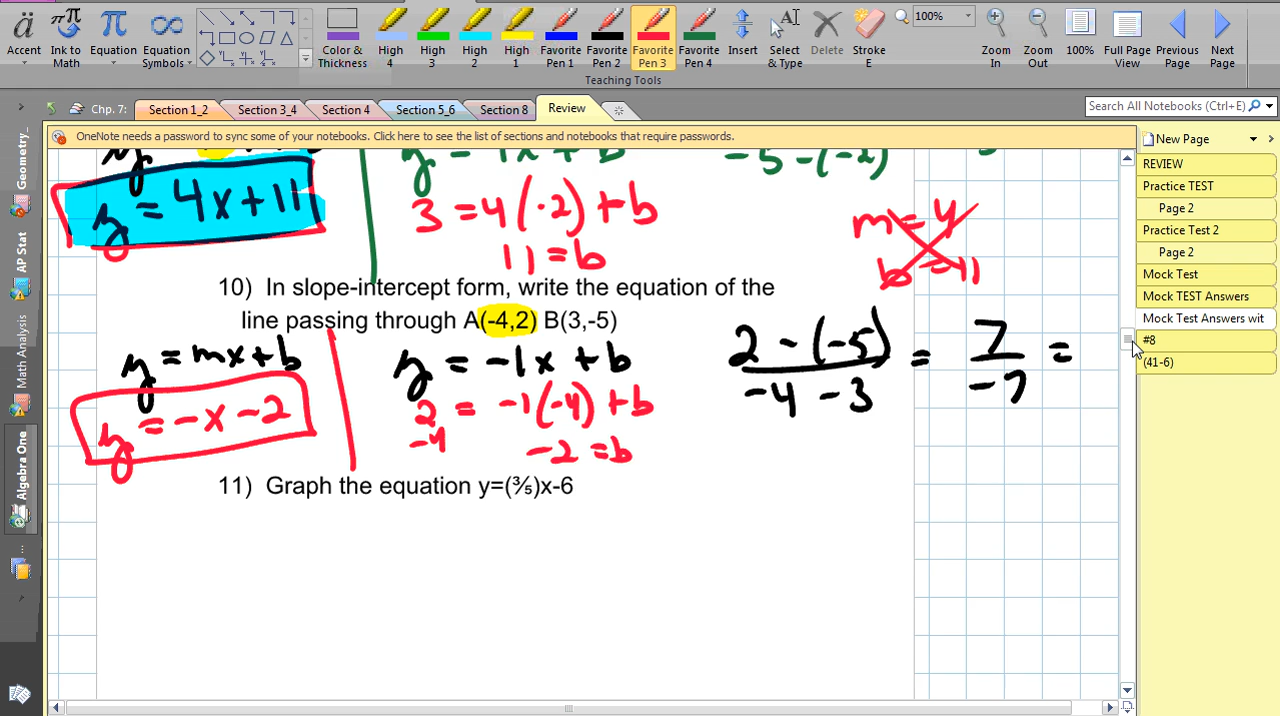 Accent
Ink to Math
Equation
Equation Symbols
Color & Thickness
High 4
High 3
High 2
High 1
Favorite Pen 1
Favorite Pen 2
Favorite Pen 3
Favorite Pen 4
Insert
Select & Type
Delete
Stroke E
100%
Zoom In
Zoom Out
100%
Full Page View
Previous Page
Next Page
Teaching Tools
Chp. 7:
Section 1_2
Section 3_4
Section 4
Section 5_6
Section 8
Review
Search All Notebooks (Ctrl+E)
OneNote needs a password to sync some of your notebooks. Click here to see the list of sections and notebooks that require passwords.
New Page
REVIEW
Practice TEST
Page 2
Practice Test 2
Page 2
Mock Test
Mock TEST Answers
Mock Test Answers wit
#8
(41-6)
Geometry
AP Stat
Math Analysis
Algebra One
-5-(-2)
y = 4x+11
3 = 4(-2) + b
11 = b
m = 4
b = 11
10) In slope-intercept form, write the equation of the
line passing through A(-4,2) B(3,-5)
y = mx + b
y = -x - 2
y = -1x + b
2 = -1(-4) + b
-4
-2 = b
2 - (-5) = 7 =
-4 - 3 -7
11) Graph the equation y=(⅗)x-6